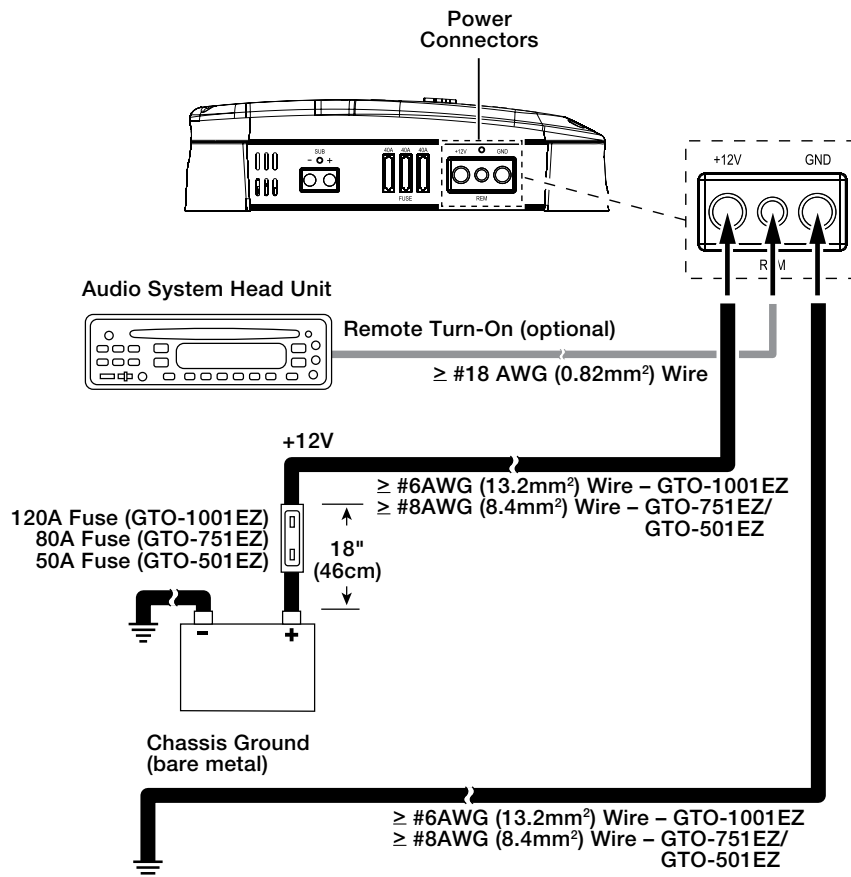 Power
Connectors
SUB
- +
40A 40A 40A
FUSE
+12V GND
REM
+12V GND
REM
Audio System Head Unit
Remote Turn-On (optional)
≥ #18 AWG (0.82mm²) Wire
+12V
≥ #6AWG (13.2mm²) Wire – GTO-1001EZ
≥ #8AWG (8.4mm²) Wire – GTO-751EZ/
GTO-501EZ
120A Fuse (GTO-1001EZ)
80A Fuse (GTO-751EZ)
50A Fuse (GTO-501EZ)
18"
(46cm)
- +
Chassis Ground
(bare metal)
≥ #6AWG (13.2mm²) Wire – GTO-1001EZ
≥ #8AWG (8.4mm²) Wire – GTO-751EZ/
GTO-501EZ